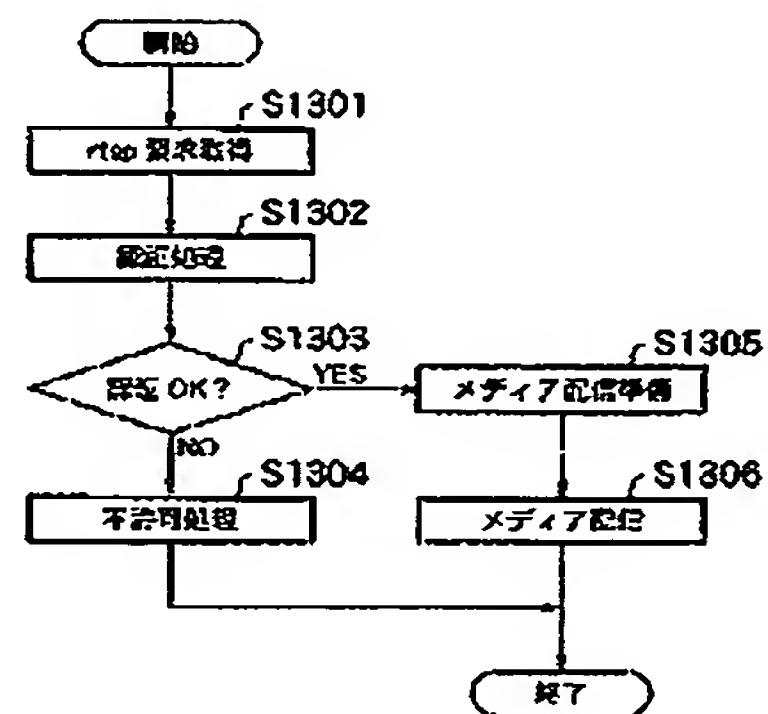 開始
S1301
rtsp 要求取得
S1302
認証処理
S1303
認証 OK?
YES
NO
S1304
不許可処理
S1305
メディア配信準備
S1306
メディア配信
終了